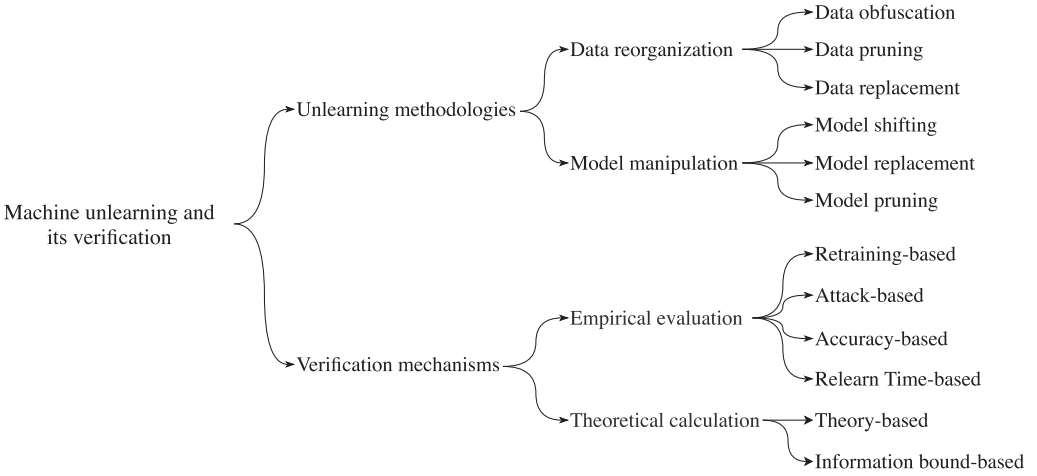 Machine unlearning and
its verification
Unlearning methodologies
Data reorganization
Data obfuscation
Data pruning
Data replacement
Model manipulation
Model shifting
Model replacement
Model pruning
Verification mechanisms
Empirical evaluation
Retraining-based
Attack-based
Accuracy-based
Relearn Time-based
Theoretical calculation
Theory-based
Information bound-based